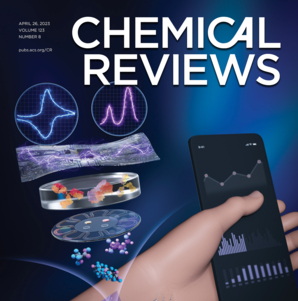 APRIL 26, 2023
VOLUME 123
NUMBER 8
pubs.acs.org/CR
CHEMICAL
REVIEWS